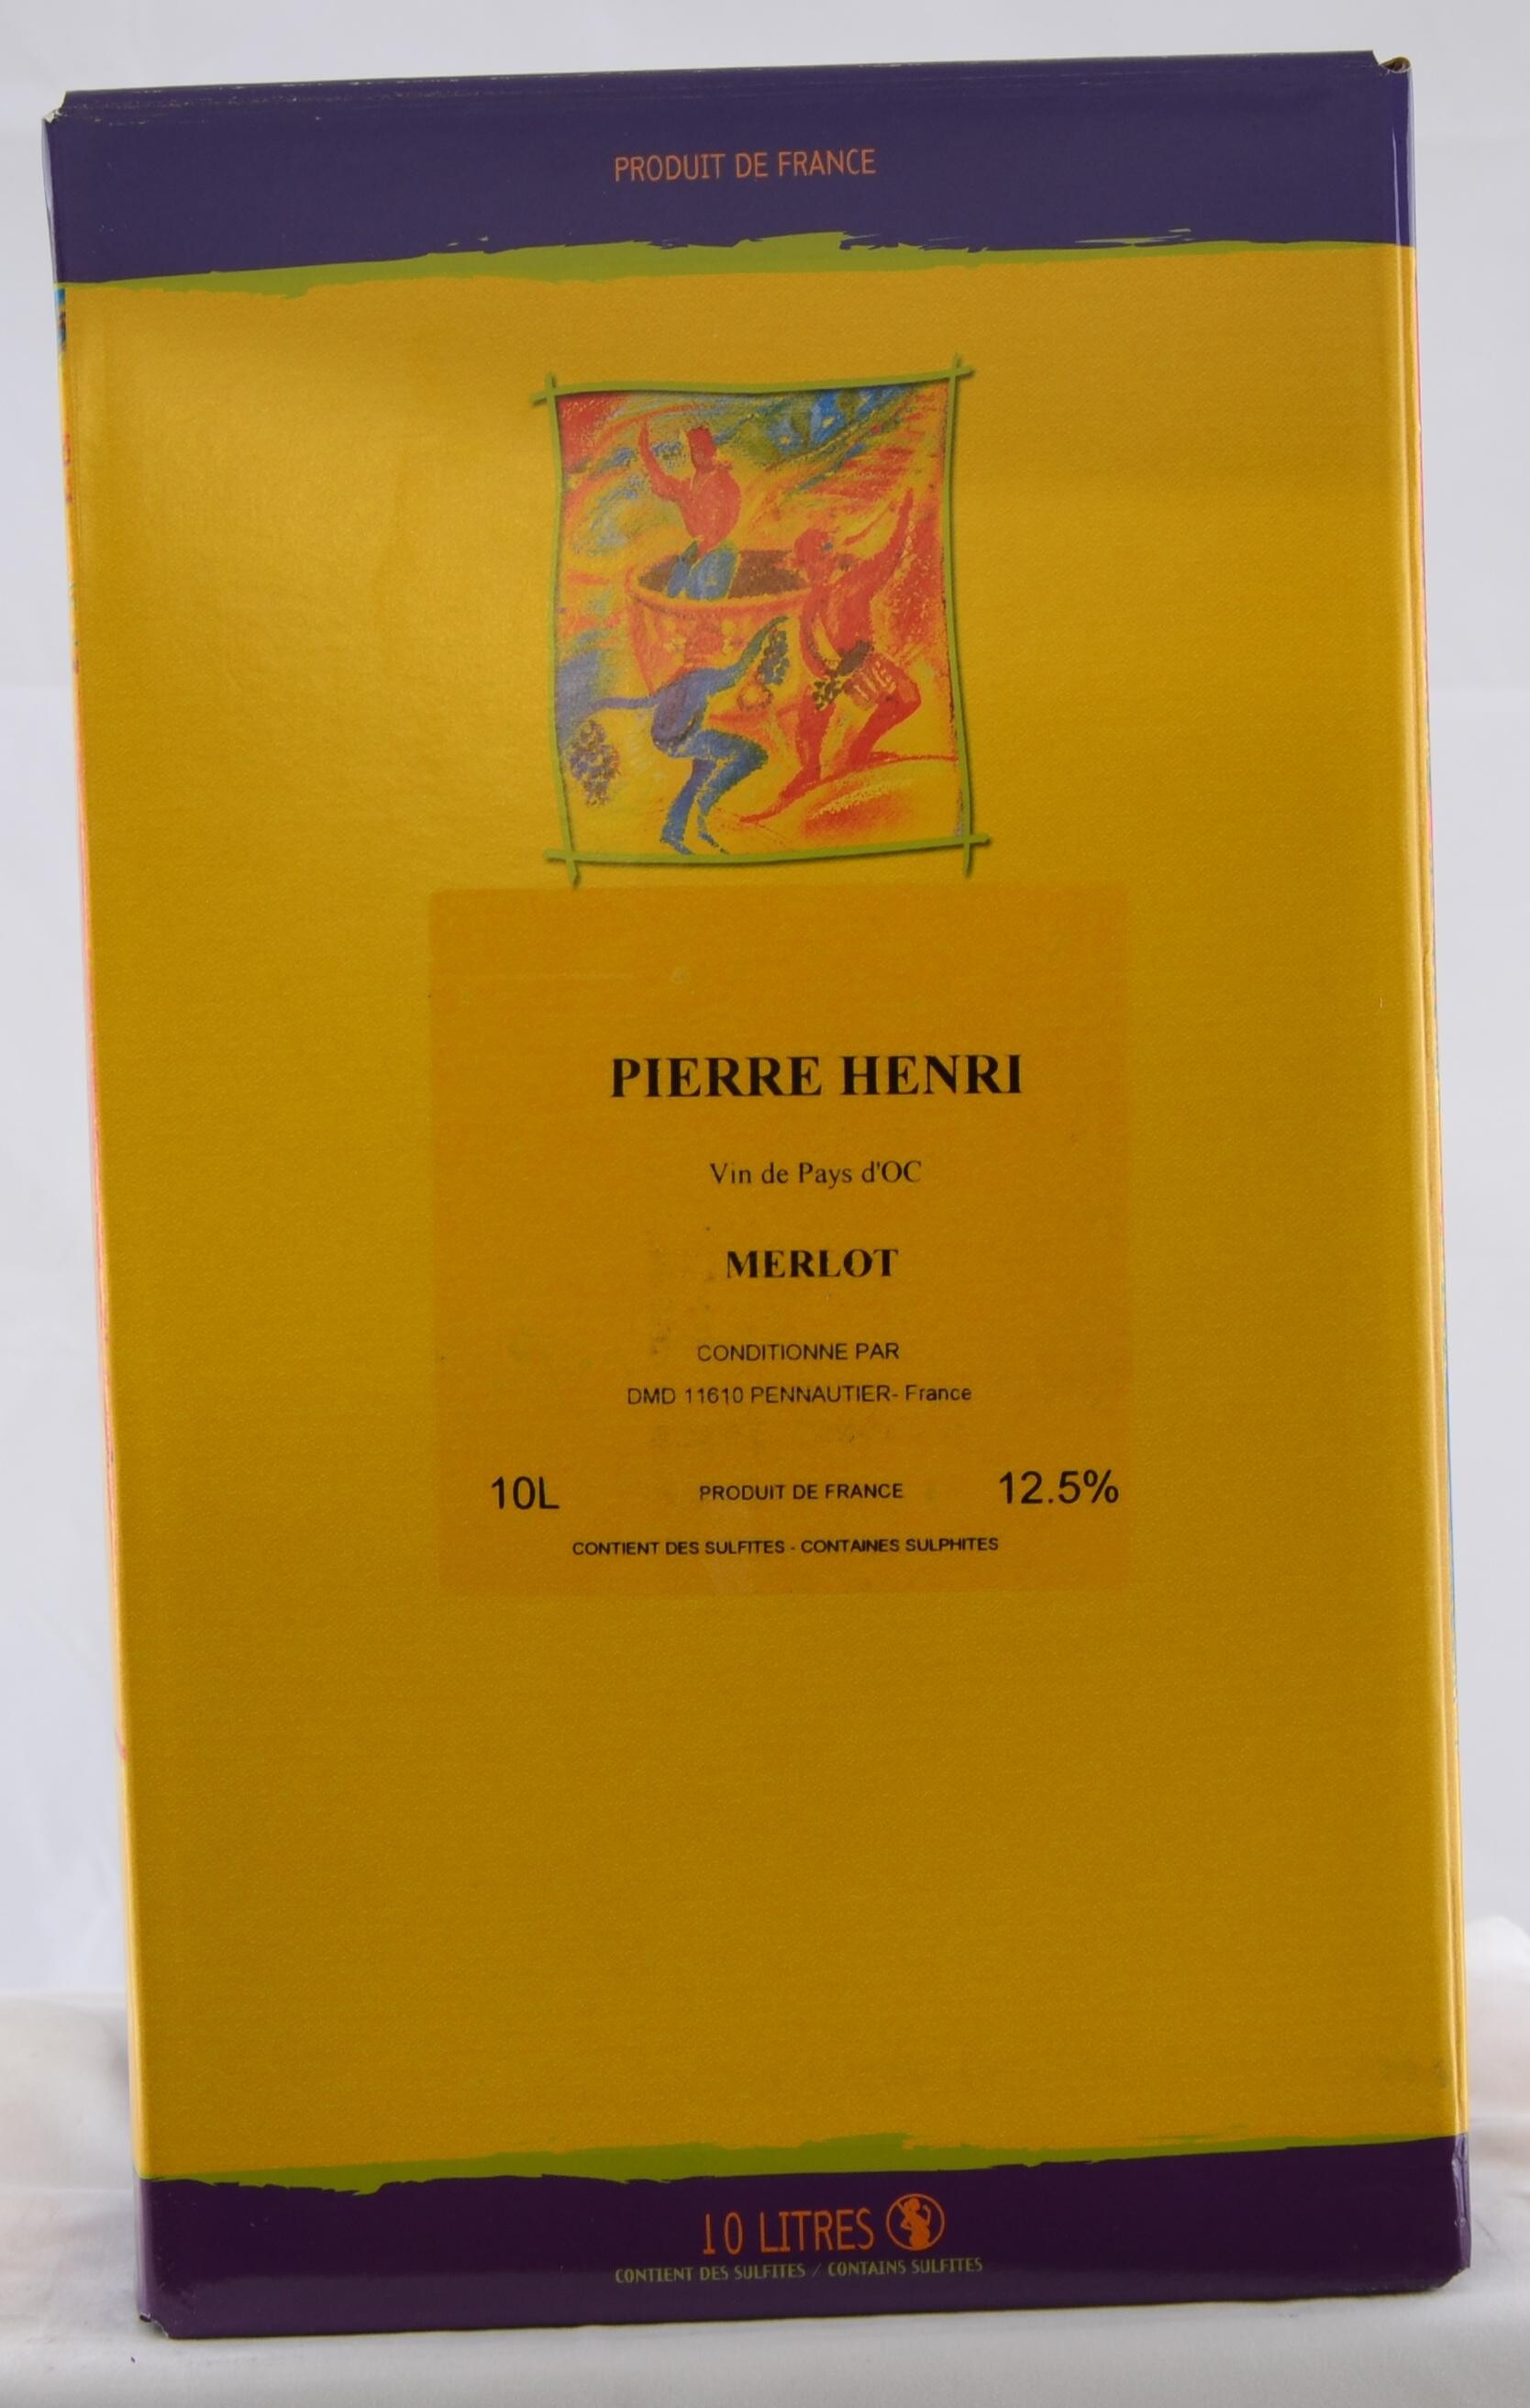 PRODUIT DE FRANCE
PIERRE HENRI
Vin de Pays d'OC
MERLOT
CONDITIONNE PAR
DMD 11610 PENNAUTIER- France
10L PRODUIT DE FRANCE 12.5%
CONTIENT DES SULFITES - CONTAINES SULPHITES
10 LITRES
CONTIENT DES SULFITES / CONTAINS SULFITES